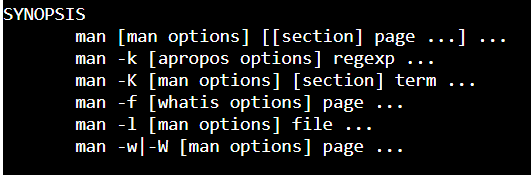 SYNOPSIS
man [man options] [[section] page ...] ...
man -k [apropos options] regexp ...
man -K [man options] [section] term ...
man -f [whatis options] page ...
man -l [man options] file ...
man -w|-W [man options] page ...